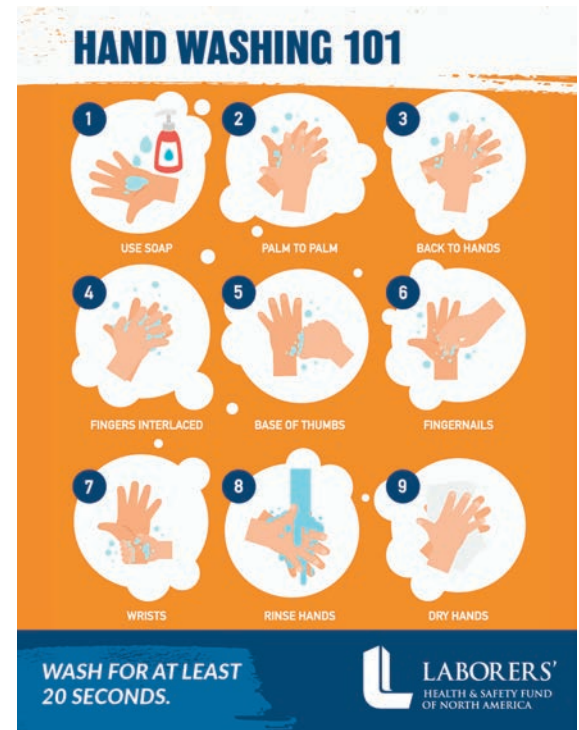 HAND WASHING 101
1
2
3
USE SOAP
PALM TO PALM
BACK TO HANDS
4
5
6
FINGERS INTERLACED
BASE OF THUMBS
FINGERNAILS
7
8
9
WRISTS
RINSE HANDS
DRY HANDS
WASH FOR AT LEAST
20 SECONDS.
LABORERS’
HEALTH & SAFETY FUND
OF NORTH AMERICA